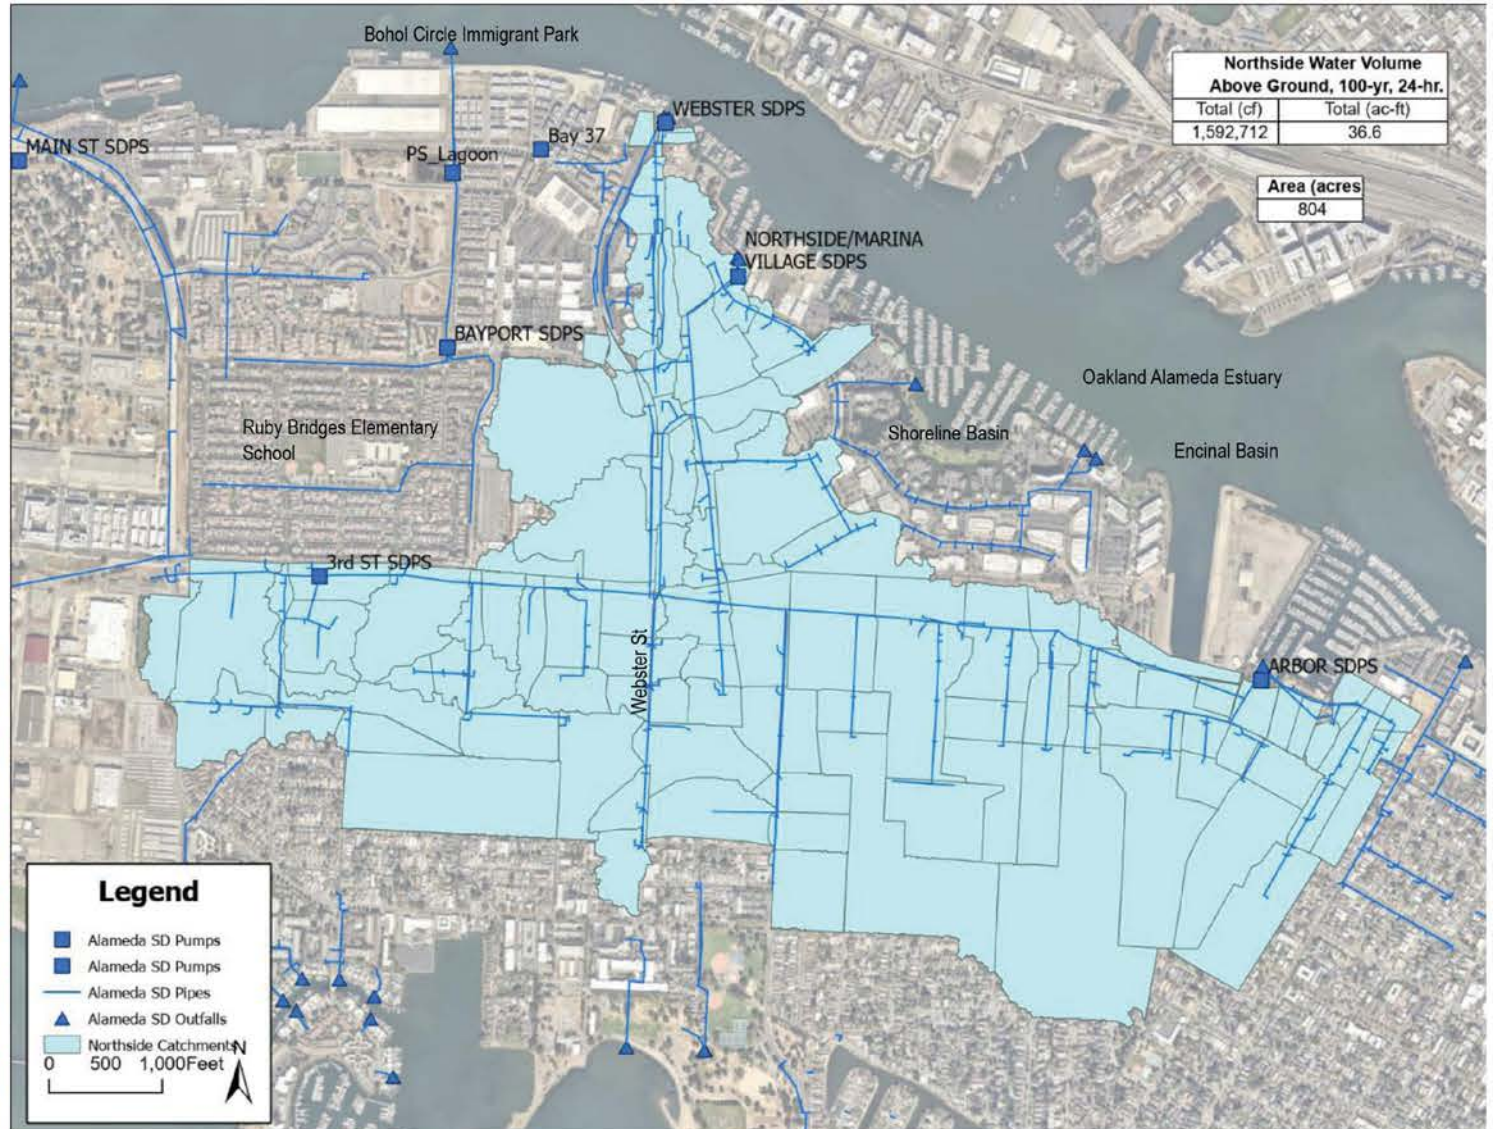 Bohol Circle Immigrant Park
Northside Water Volume
Above Ground, 100-yr, 24-hr.
Total (cf) Total (ac-ft)
1,592,712 36.6
Area (acres
804
WEBSTER SDPS
MAIN ST SDPS
Bay 37
PS_Lagoon
NORTHSIDE/MARINA
VILLAGE SDPS
BAYPORT SDPS
Oakland Alameda Estuary
Ruby Bridges Elementary
School
Shoreline Basin
Encinal Basin
3rd ST SDPS
Webster St
ARBOR SDPS
Legend
Alameda SD Pumps
Alameda SD Pumps
Alameda SD Pipes
Alameda SD Outfalls
Northside Catchments
N
0 500 1,000Feet